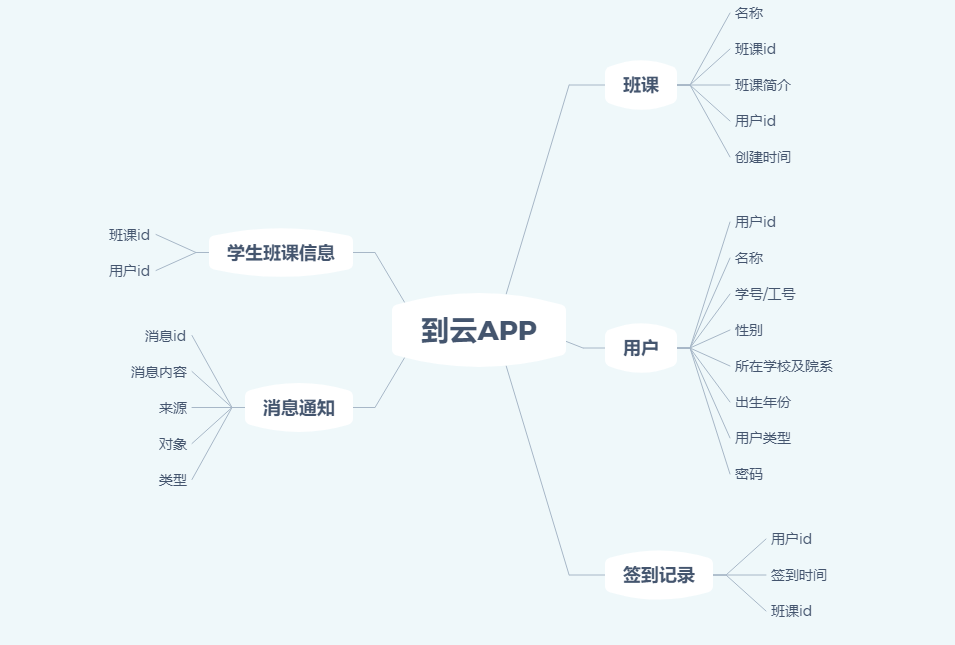 到云APP
班课
名称
班课id
班课简介
用户id
创建时间
用户
用户id
名称
学号/工号
性别
所在学校及院系
出生年份
用户类型
密码
签到记录
用户id
签到时间
班课id
学生班课信息
班课id
用户id
消息通知
消息id
消息内容
来源
对象
类型